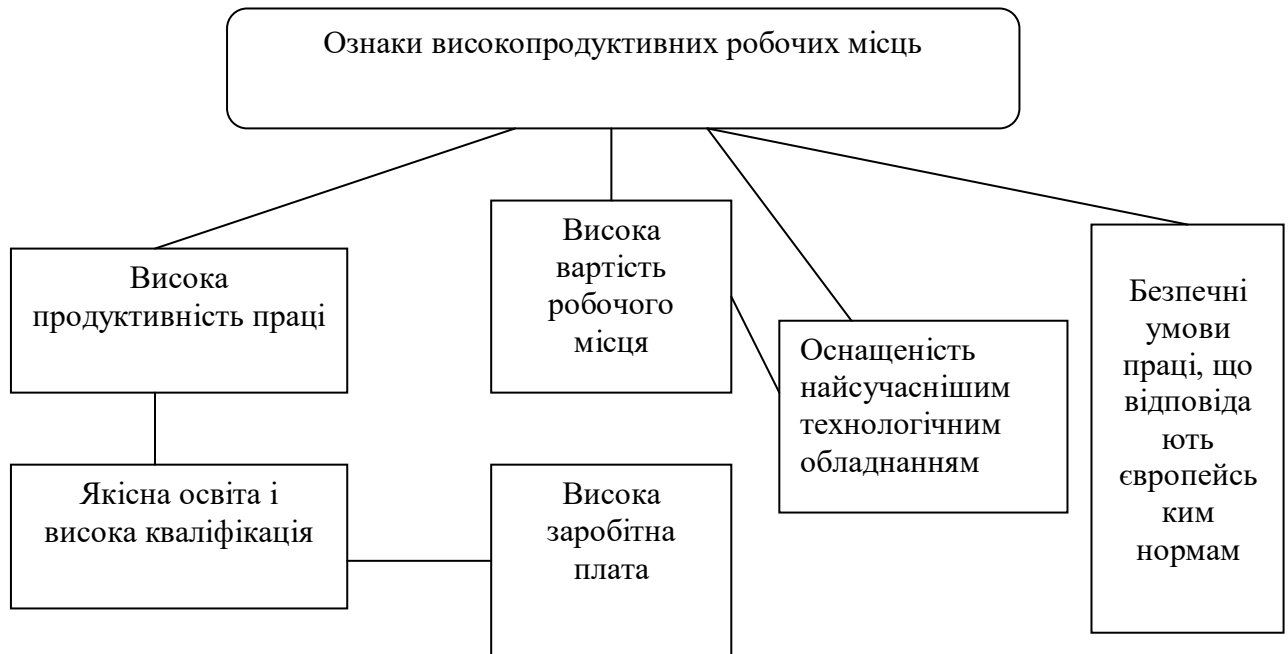 Ознаки високопродуктивних робочих місць
Висока
продуктивність праці
Висока
вартість
робочого
місця
Оснащеність
найсучаснішим
технологічним
обладнанням
Безпечні
умови
праці, що
відповіда
ють
європейсь
ким
нормам
Якісна освіта і
висока кваліфікація
Висока
заробітна
плата